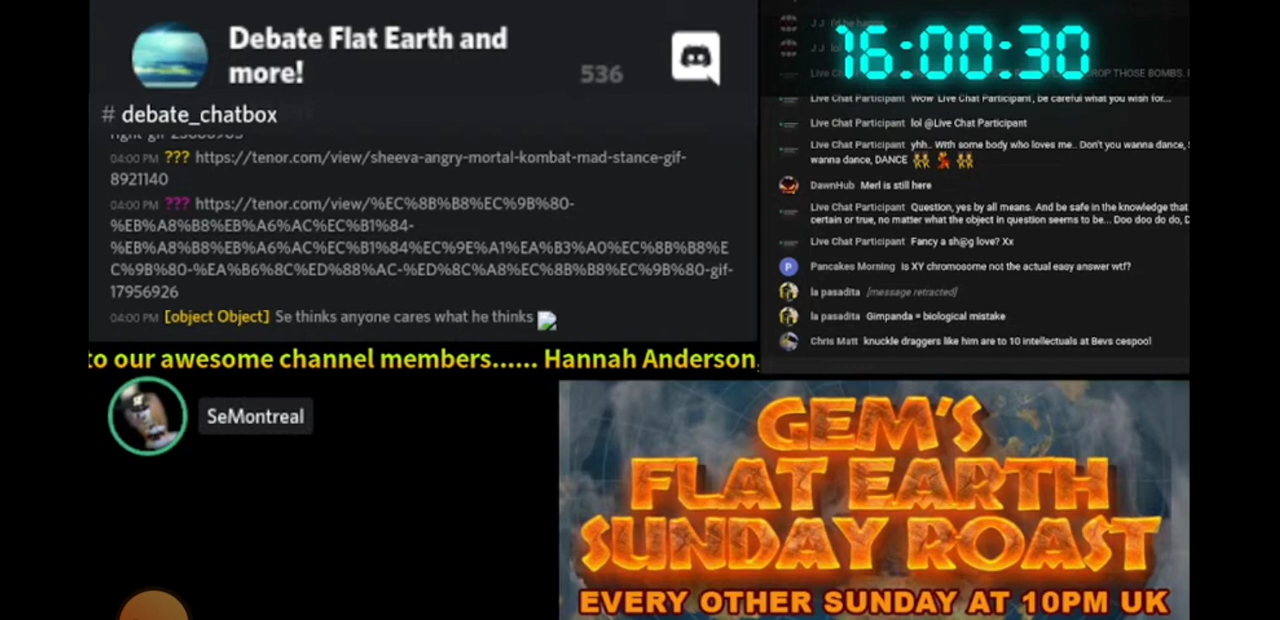 Debate Flat Earth and
more!
536
# debate_chatbox
04:00 PM ??? https://tenor.com/view/sheeva-angry-mortal-kombat-mad-stance-gif-
8921140
04:00 PM ??? https://tenor.com/view/%EC%8B%B8%EC%9B%80-
%EB%A8%B8%EB%A6%AC%EC%B1%84-
%EB%A8%B8%EB%A6%AC%EC%B1%84%EC%9E%A1%EA%B3%A0%EC%8B%B8%E
C%9B%80-%EA%B6%8C%ED%88%AC-%ED%8C%A8%EC%8B%B8%EC%9B%80-gif-
17956926
04:00 PM [object Object] Se thinks anyone cares what he thinks
16:00:30
DROP THOSE BOMBS.
Live Chat Participant Wow 'Live Chat Participant', be careful what you wish for...
Live Chat Participant lol @Live Chat Participant
Live Chat Participant yhh.. With some body who loves me.. Don't you wanna dance,
wanna dance, DANCE
DawnHub Merl is still here
Live Chat Participant Question, yes by all means. And be safe in the knowledge that
certain or true, no matter what the object in question seems to be... Doo doo do do,
Live Chat Participant Fancy a sh@g love? Xx
P Pancakes Morning is XY chromosome not the actual easy answer wtf?
la pasadita [message retracted]
la pasadita Gimpanda = biological mistake
Chris Matt knuckle draggers like him are to 10 intellectuals at Bevs cespool
to our awesome channel members...... Hannah Anderson,
SeMontreal
GEM'S
FLAT EARTH
SUNDAY ROAST
EVERY OTHER SUNDAY AT 10PM UK